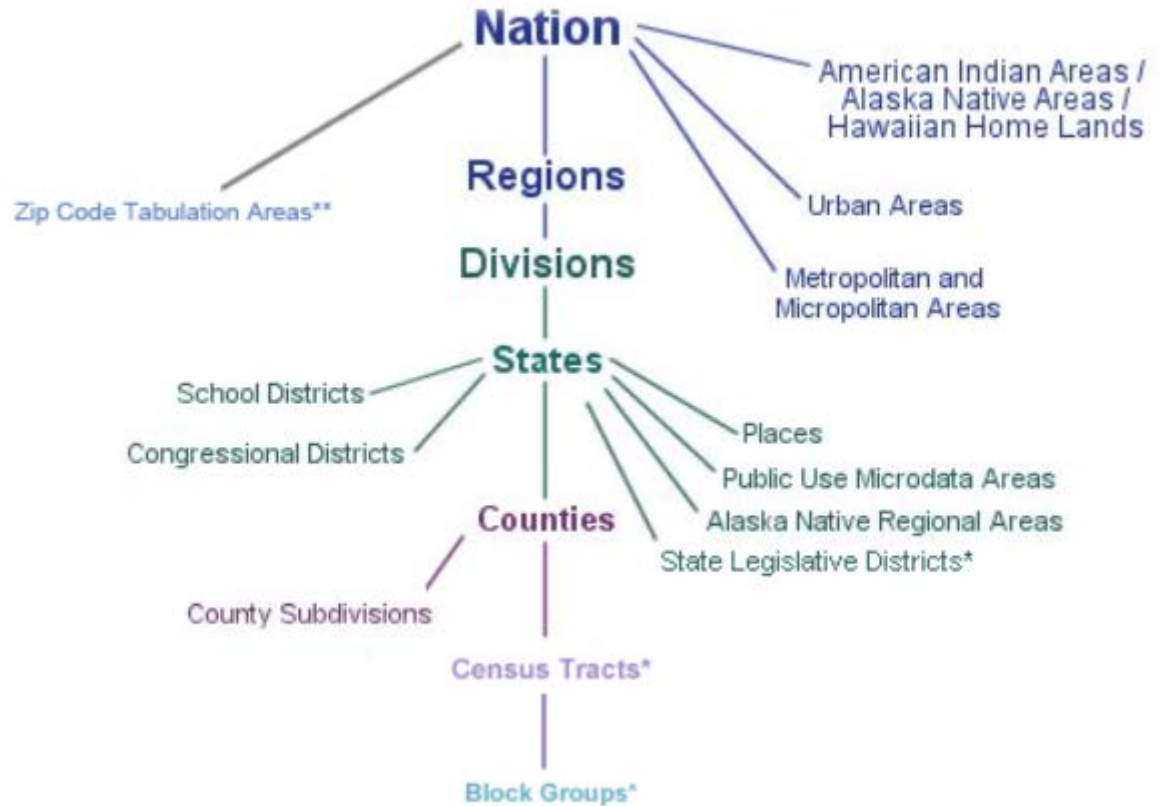 Nation
American Indian Areas /
Alaska Native Areas /
Hawaiian Home Lands
Regions
Zip Code Tabulation Areas**
Urban Areas
Divisions
Metropolitan and
Micropolitan Areas
States
School Districts
Places
Congressional Districts
Public Use Microdata Areas
Counties
Alaska Native Regional Areas
State Legislative Districts*
County Subdivisions
Census Tracts*
Block Groups*